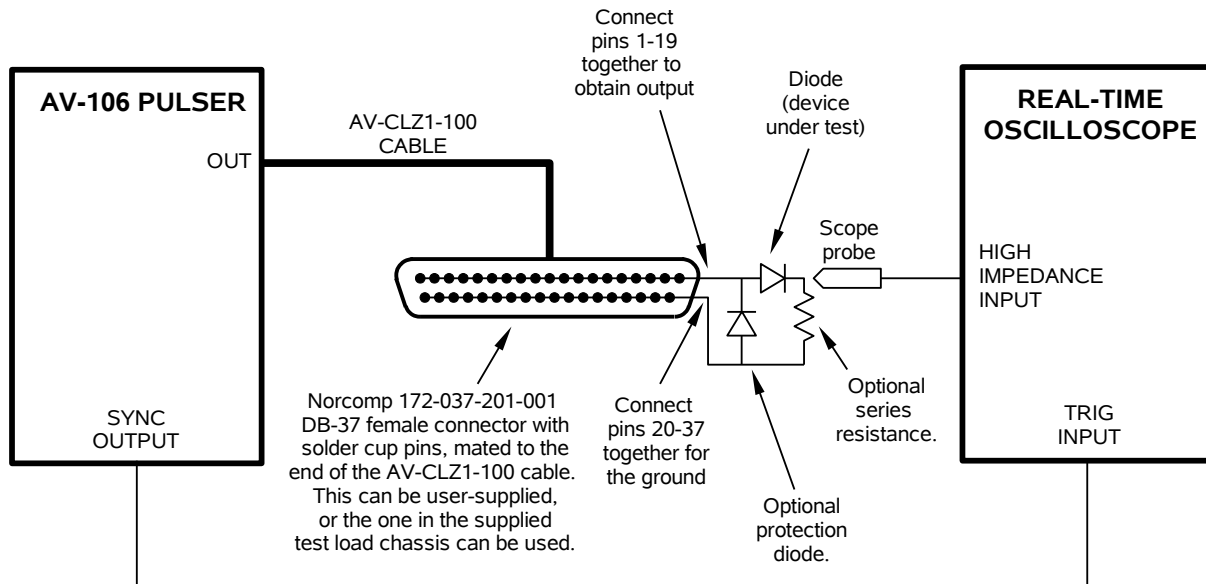 AV-106 PULSER
OUT
SYNC
OUTPUT
AV-CLZ1-100
CABLE
Connect
pins 1-19
together to
obtain output
Diode
(device
under test)
Scope
probe
REAL-TIME
OSCILLOSCOPE
HIGH
IMPEDANCE
INPUT
TRIG
INPUT
Norcomp 172-037-201-001
DB-37 female connector with
solder cup pins, mated to the
end of the AV-CLZ1-100 cable.
This can be user-supplied,
or the one in the supplied
test load chassis can be used.
Connect
pins 20-37
together for
the ground
Optional
protection
diode.
Optional
series
resistance.